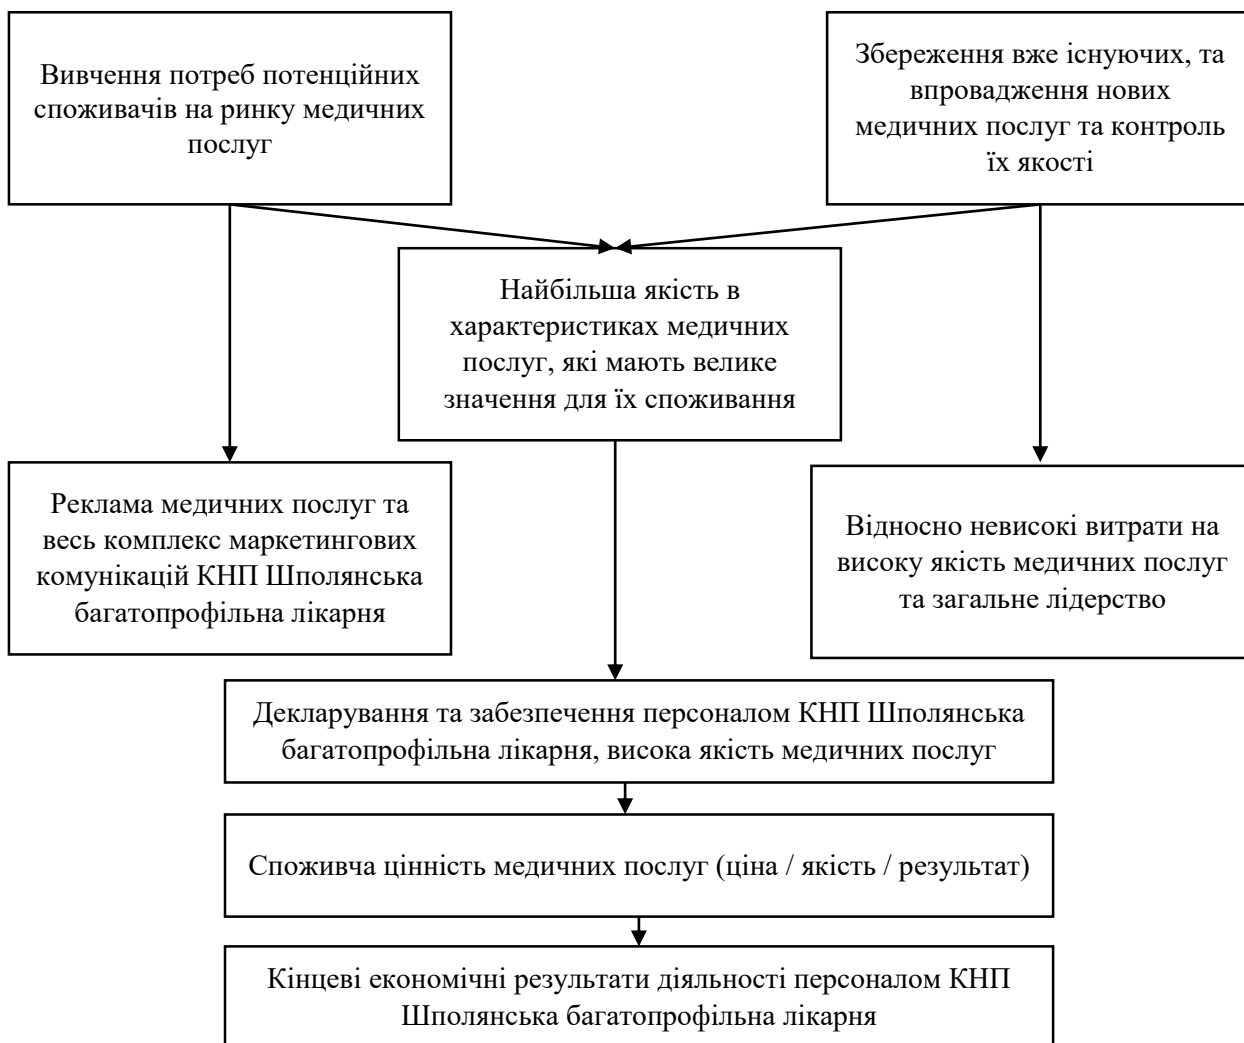 Вивчення потреб потенційних
споживачів на ринку медичних
послуг
Збереження вже існуючих, та
впровадження нових
медичних послуг та контроль
їх якості
Найбільша якість в
характеристиках медичних
послуг, які мають велике
значення для їх споживання
Реклама медичних послуг та
весь комплекс маркетингових
комунікацій КНП Шполянська
багатопрофільна лікарня
Відносно невисокі витрати на
високу якість медичних послуг
та загальне лідерство
Декларування та забезпечення персоналом КНП Шполянська
багатопрофільна лікарня, висока якість медичних послуг
Споживча цінність медичних послуг (ціна / якість / результат)
Кінцеві економічні результати діяльності персоналом КНП
Шполянська багатопрофільна лікарня